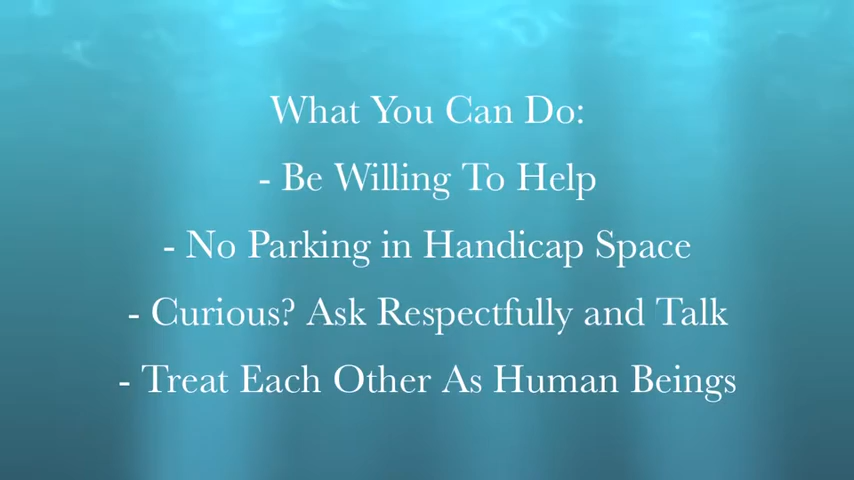 What You Can Do:
- Be Willing To Help
- No Parking in Handicap Space
- Curious? Ask Respectfully and Talk
- Treat Each Other As Human Beings